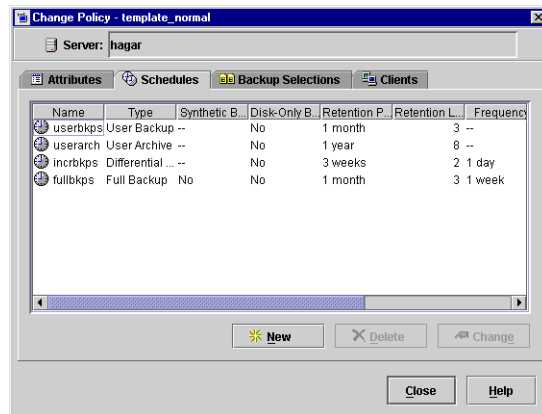 Change Policy - template_normal
Server: hagar
Attributes Schedules Backup Selections Clients
Name Type Synthetic B... Disk-Only B... Retention P... Retention L... Frequency
userbkps User Backup -- No 1 month 3 --
userarch User Archive -- No 1 year 8 --
incrbkps Differential ... -- No 3 weeks 2 1 day
fullbkps Full Backup No No 1 month 3 1 week
New Delete Change
Close Help